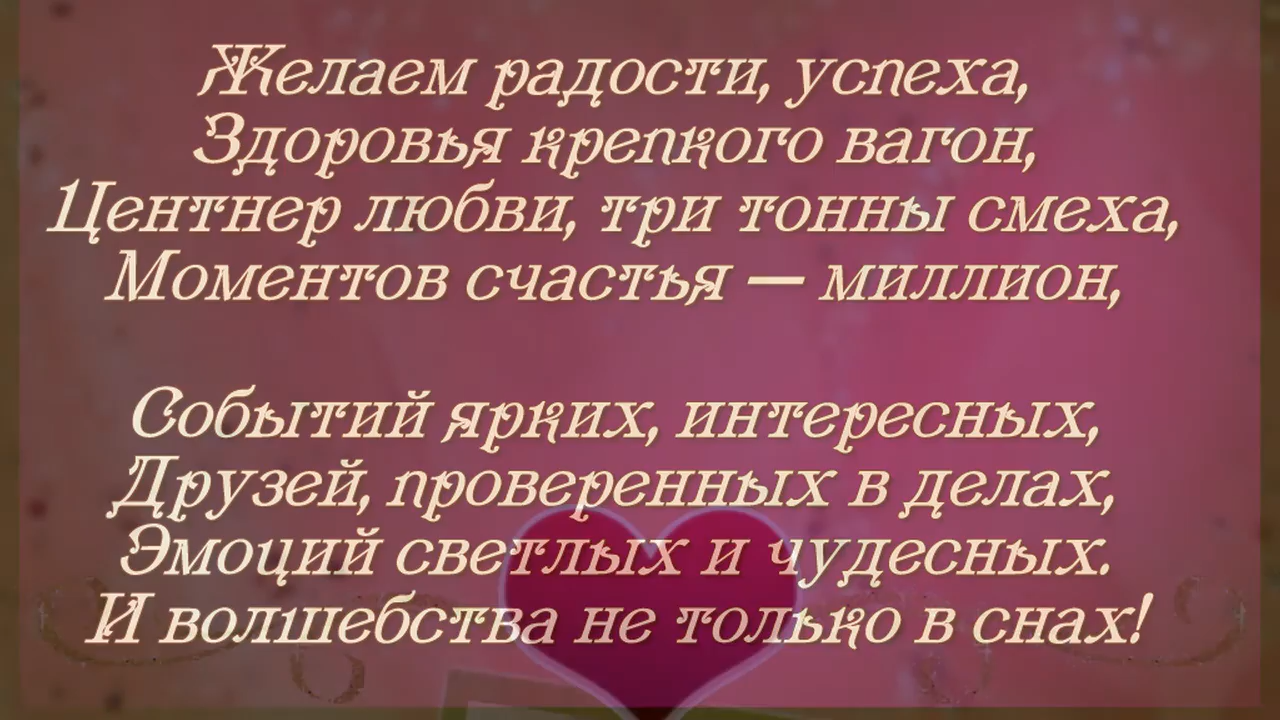 Желаем радости, успеха,
Здоровья крепкого вагон,
Центнер любви, три тонны смеха,
Моментов счастья — миллион,
Событий ярких, интересных,
Друзей, проверенных в делах,
Эмоций светлых и чудесных.
И волшебства не только в снах!